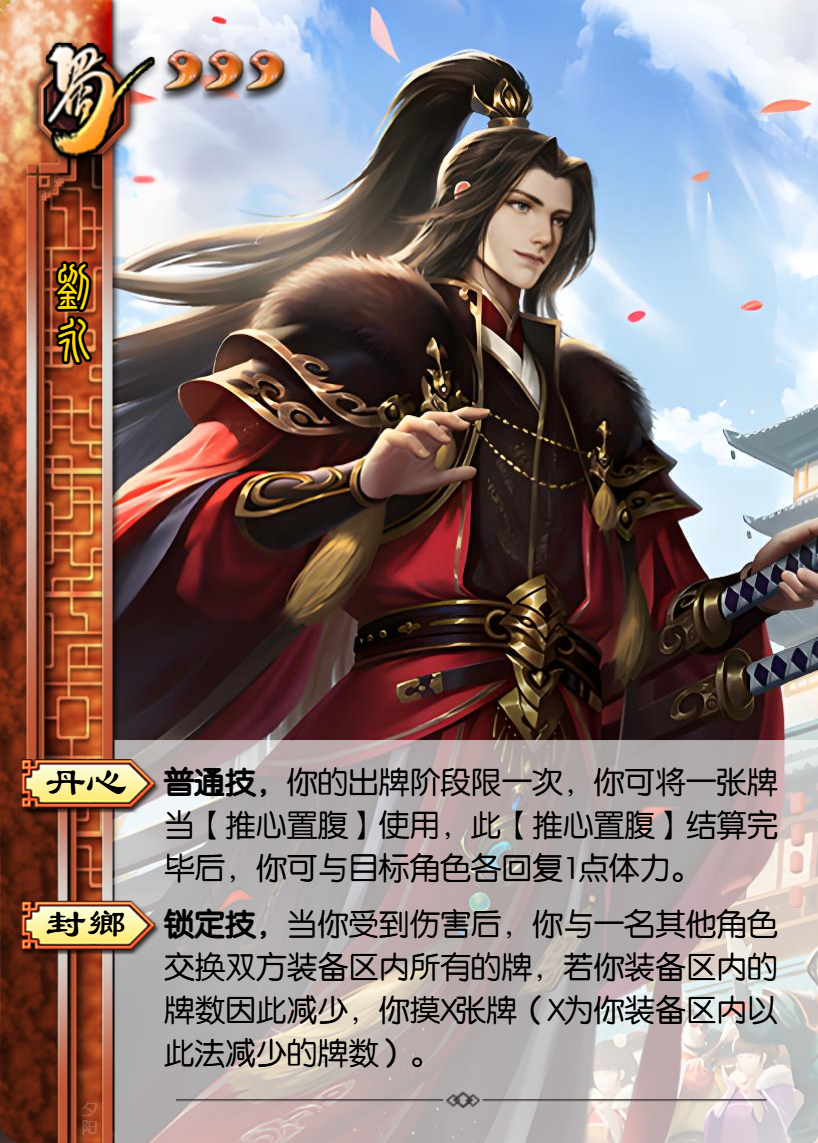 蜀
劉永
丹心
普通技，你的出牌阶段限一次，你可将一张牌
当【推心置腹】使用，此【推心置腹】结算完
毕后，你可与目标角色各回复1点体力。
封鄉
锁定技，当你受到伤害后，你与一名其他角色
交换双方装备区内所有的牌，若你装备区内的
牌数因此减少，你摸X张牌（X为你装备区内以
此法减少的牌数）。
夕阳